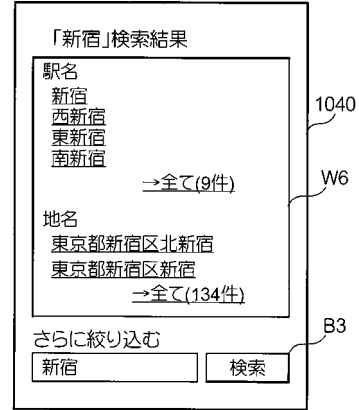 「新宿」検索結果
駅名
新宿
西新宿
東新宿
南新宿
→全て(9件)
地名
東京都新宿区北新宿
東京都新宿区新宿
→全て(134件)
さらに絞り込む
新宿 検索
1040
W6
B3